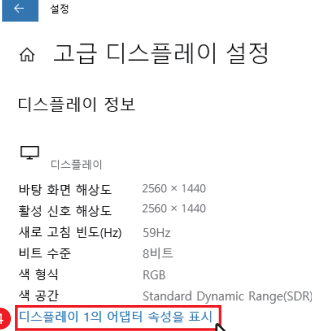 설정
고급 디스플레이 설정
디스플레이 정보
디스플레이
바탕 화면 해상도 2560 × 1440
활성 신호 해상도 2560 × 1440
새로 고침 빈도(Hz) 59Hz
비트 수준 8비트
색 형식 RGB
색 공간 Standard Dynamic Range(SDR)
4 디스플레이 1의 어댑터 속성을 표시